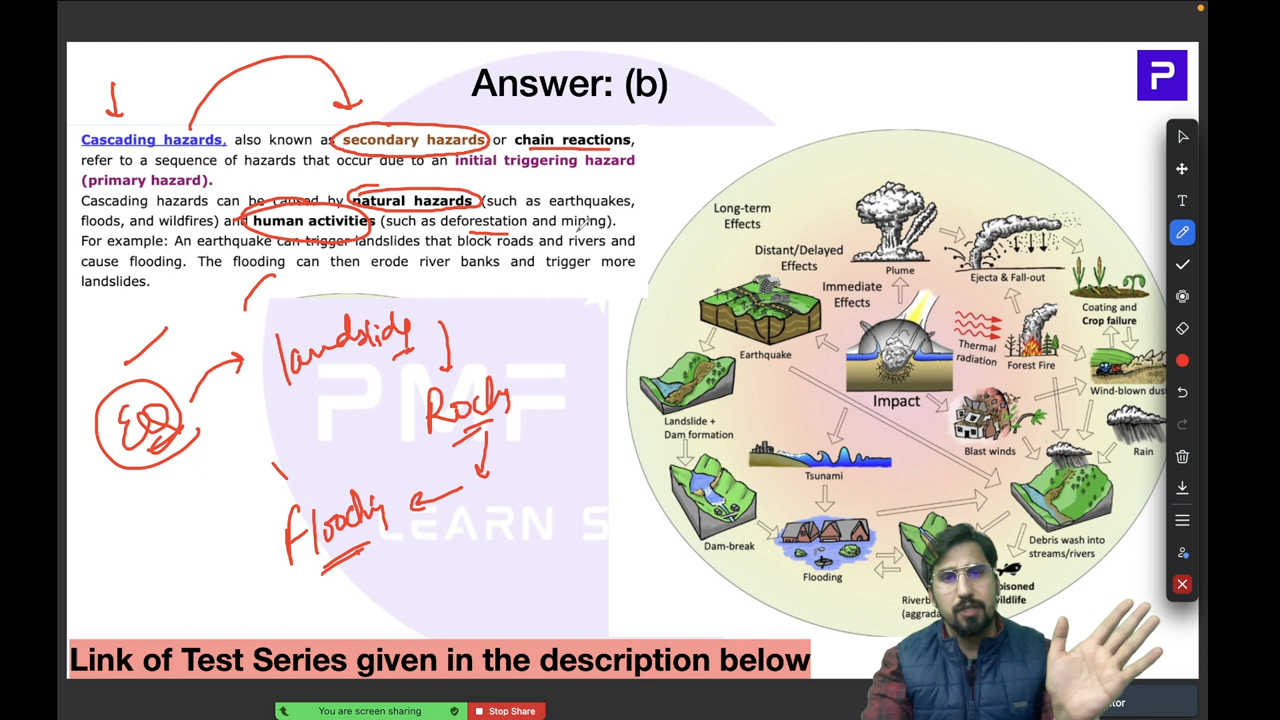 Answer: (b)
P
Cascading hazards, also known as secondary hazards or chain reactions,
refer to a sequence of hazards that occur due to an initial triggering hazard
(primary hazard).
Cascading hazards can be caused by natural hazards (such as earthquakes,
floods, and wildfires) and human activities (such as deforestation and mining).
For example: An earthquake can trigger landslides that block roads and rivers and
cause flooding. The flooding can then erode river banks and trigger more
landslides.
landslide
EQ
Flooding
PMF
LEARN S
Long-term
Effects
Distant/Delayed
Effects
Immediate
Effects
Plume
Ejecta & Fall-out
Coating and
Crop failure
Earthquake
Thermal
radiation
Forest Fire
Wind-blown dust
Impact
Landslide +
Dam formation
Blast winds
Rain
Tsunami
Dam-break
Flooding
Debris wash into
streams/rivers
Link of Test Series given in the description below
You are screen sharing
Stop Share
T